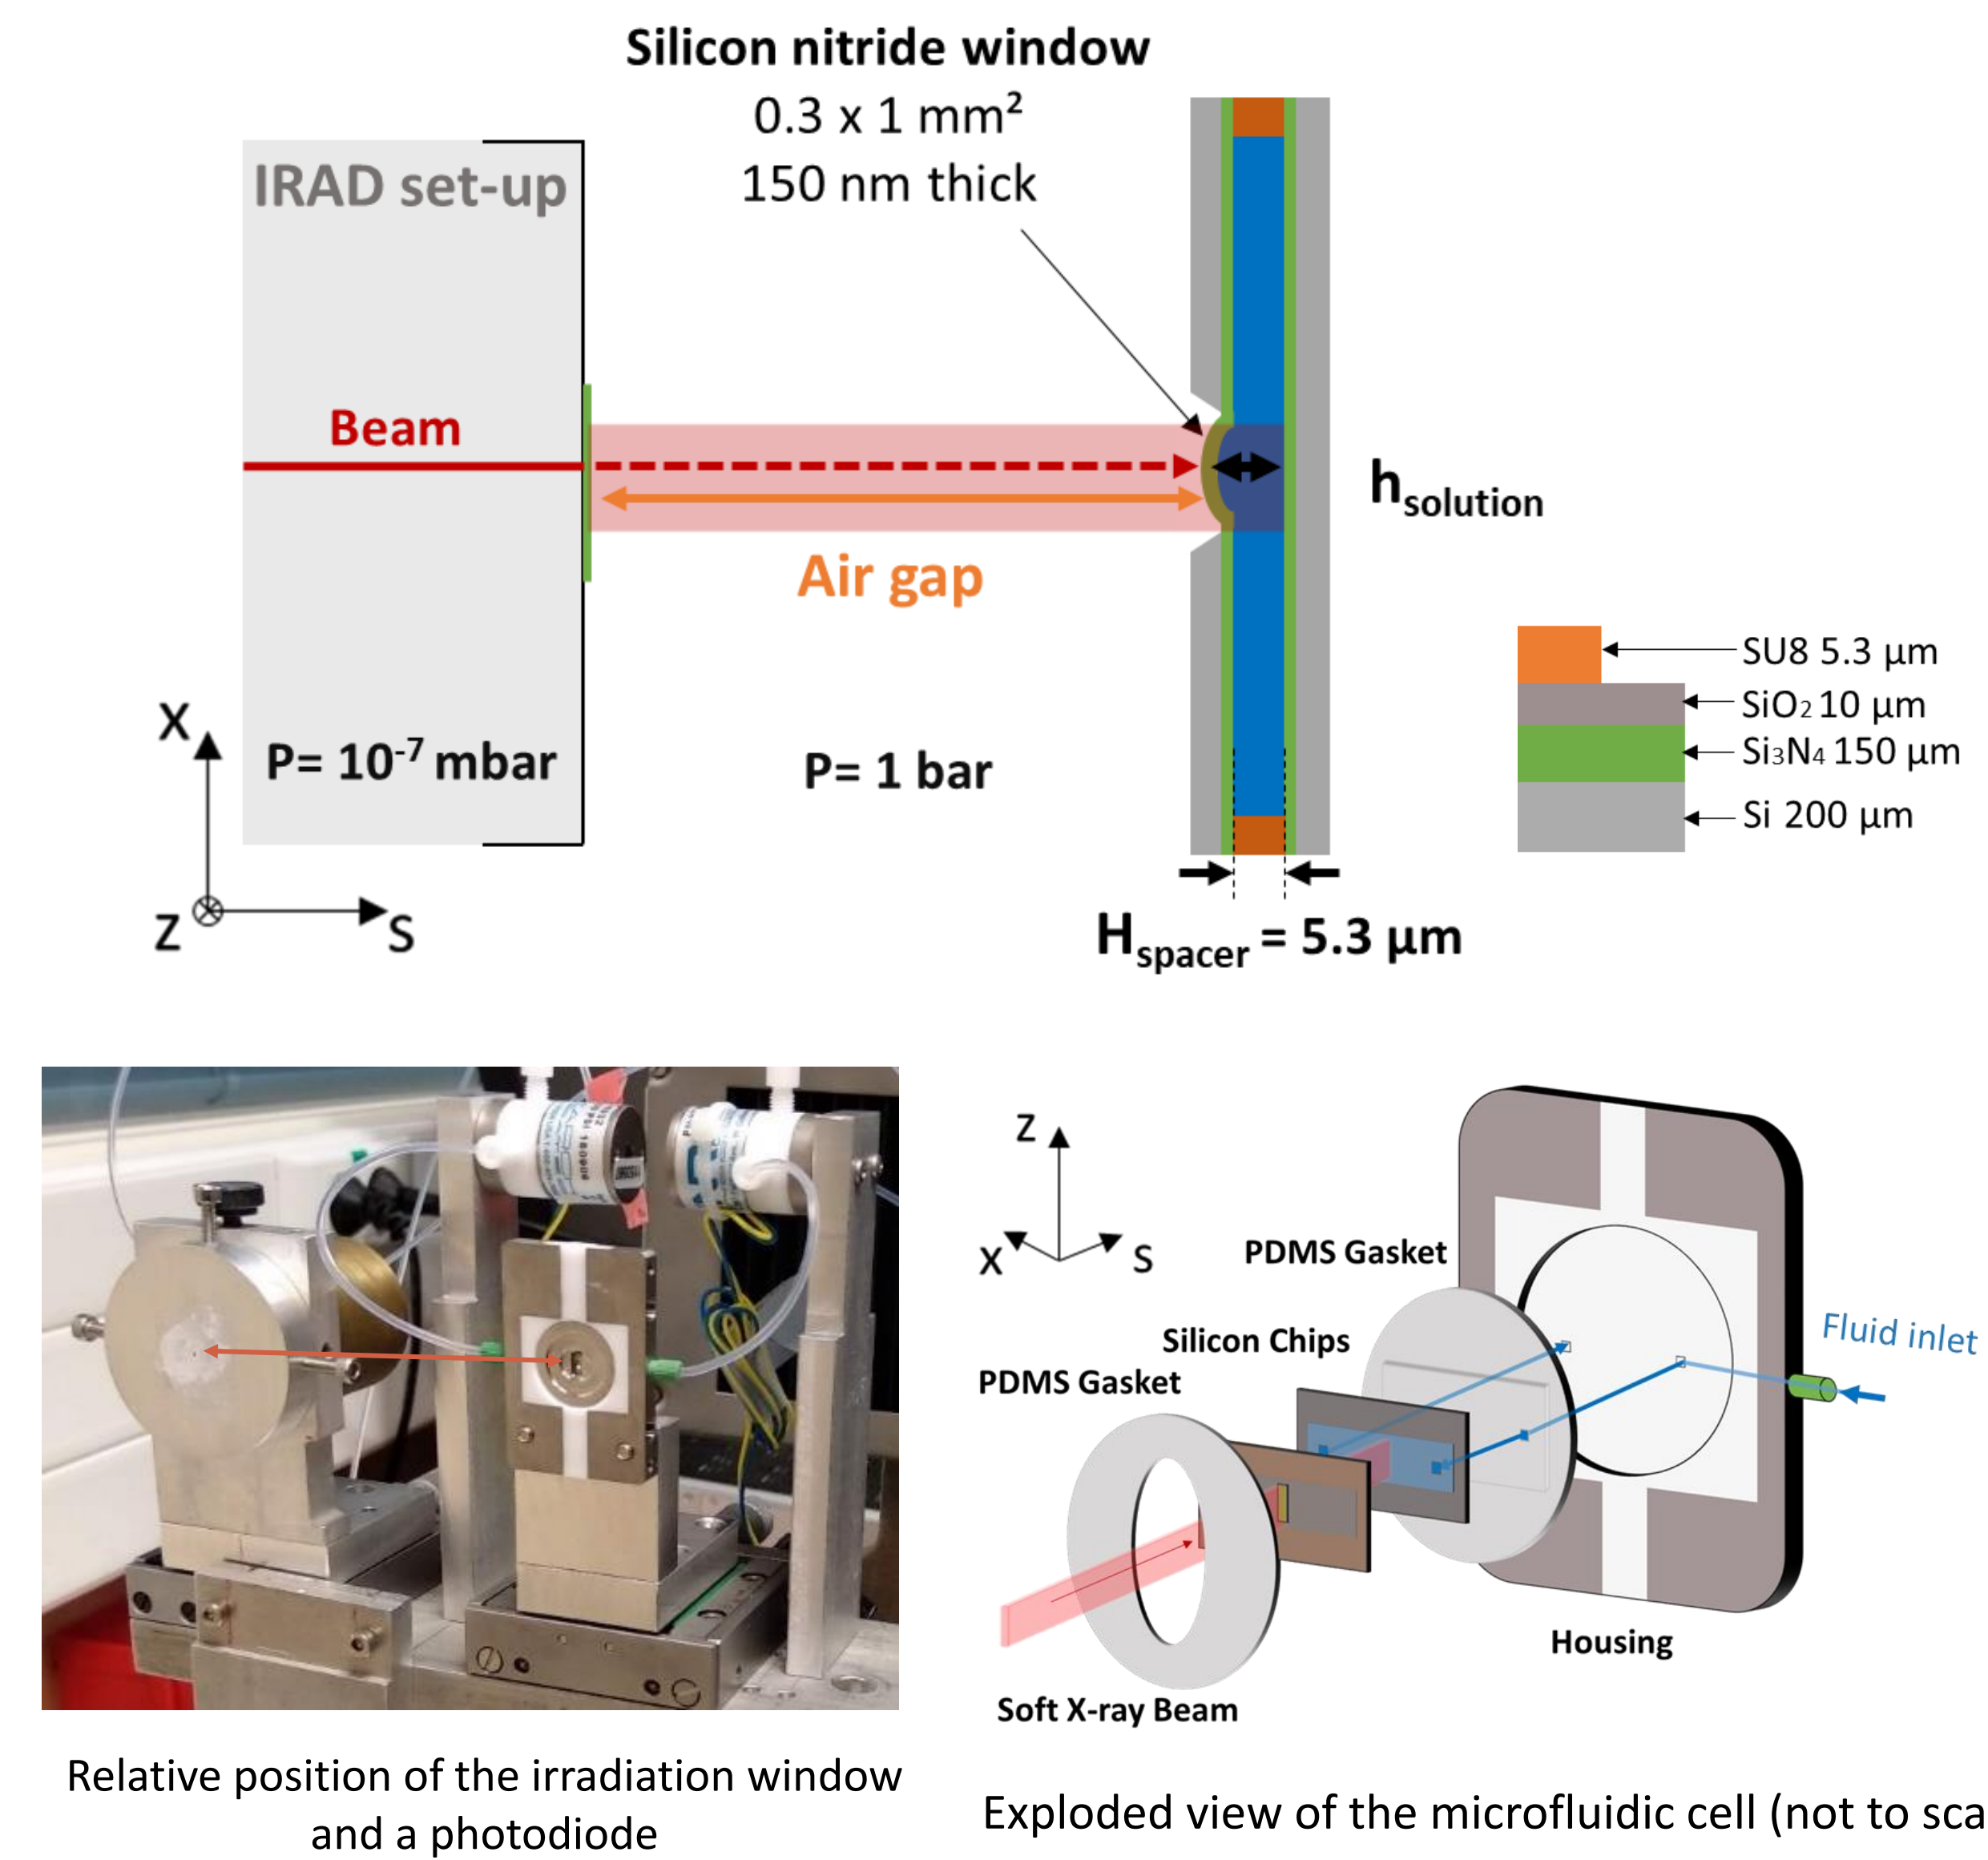 Silicon nitride window
0.3 x 1 mm²
150 nm thick
IRAD set-up
Beam
Air gap
h solution
P= 10⁻⁷ mbar
P= 1 bar
X
Z
S
H spacer = 5.3 µm
SU8 5.3 µm
SiO₂ 10 µm
Si₃N₄ 150 µm
Si 200 µm
Z
X
S
PDMS Gasket
Silicon Chips
PDMS Gasket
Fluid inlet
Housing
Soft X-ray Beam
Relative position of the irradiation window
and a photodiode
Exploded view of the microfluidic cell (not to sca